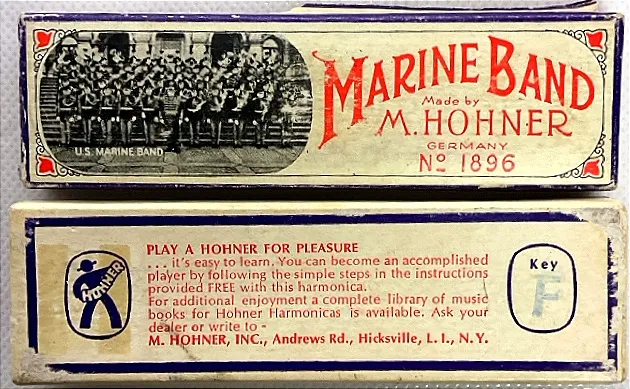 MARINE BAND
Made by
M. HOHNER
GERMANY
Nº 1896
U.S. MARINE BAND
HOHNER
PLAY A HOHNER FOR PLEASURE
... it's easy to learn. You can become an accomplished
player by following the simple steps in the instructions
provided FREE with this harmonica.
For additional enjoyment a complete library of music
books for Hohner Harmonicas is available. Ask your
dealer or write to -
M. HOHNER, INC., Andrews Rd., Hicksville, L. I., N. Y.
Key
F